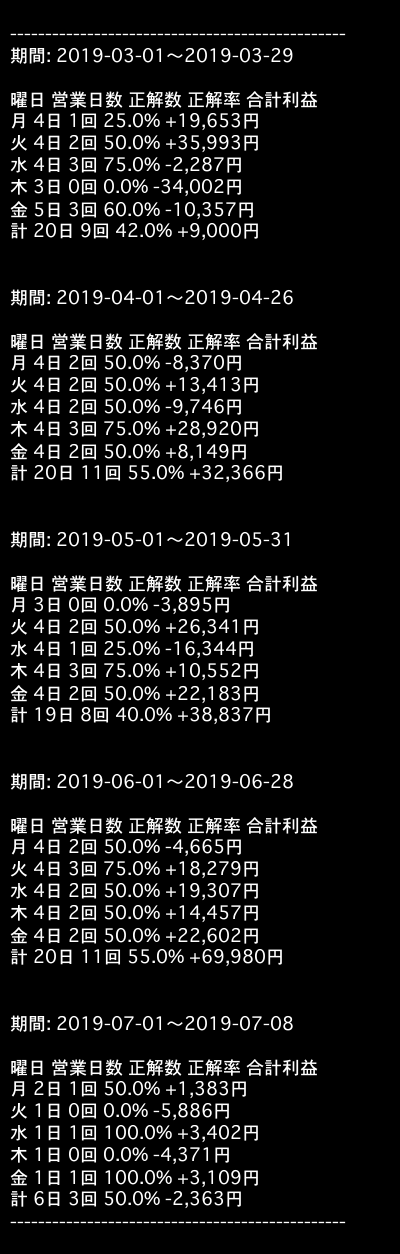 ------------------------------------------------
期間: 2019-03-01〜2019-03-29
曜日 営業日数 正解数 正解率 合計利益
月 4日 1回 25.0% +19,653円
火 4日 2回 50.0% +35,993円
水 4日 3回 75.0% -2,287円
木 3日 0回 0.0% -34,002円
金 5日 3回 60.0% -10,357円
計 20日 9回 42.0% +9,000円
期間: 2019-04-01〜2019-04-26
曜日 営業日数 正解数 正解率 合計利益
月 4日 2回 50.0% -8,370円
火 4日 2回 50.0% +13,413円
水 4日 2回 50.0% -9,746円
木 4日 3回 75.0% +28,920円
金 4日 2回 50.0% +8,149円
計 20日 11回 55.0% +32,366円
期間: 2019-05-01〜2019-05-31
曜日 営業日数 正解数 正解率 合計利益
月 3日 0回 0.0% -3,895円
火 4日 2回 50.0% +26,341円
水 4日 1回 25.0% -16,344円
木 4日 3回 75.0% +10,552円
金 4日 2回 50.0% +22,183円
計 19日 8回 40.0% +38,837円
期間: 2019-06-01〜2019-06-28
曜日 営業日数 正解数 正解率 合計利益
月 4日 2回 50.0% -4,665円
火 4日 3回 75.0% +18,279円
水 4日 2回 50.0% +19,307円
木 4日 2回 50.0% +14,457円
金 4日 2回 50.0% +22,602円
計 20日 11回 55.0% +69,980円
期間: 2019-07-01〜2019-07-08
曜日 営業日数 正解数 正解率 合計利益
月 2日 1回 50.0% +1,383円
火 1日 0回 0.0% -5,886円
水 1日 1回 100.0% +3,402円
木 1日 0回 0.0% -4,371円
金 1日 1回 100.0% +3,109円
計 6日 3回 50.0% -2,363円
------------------------------------------------